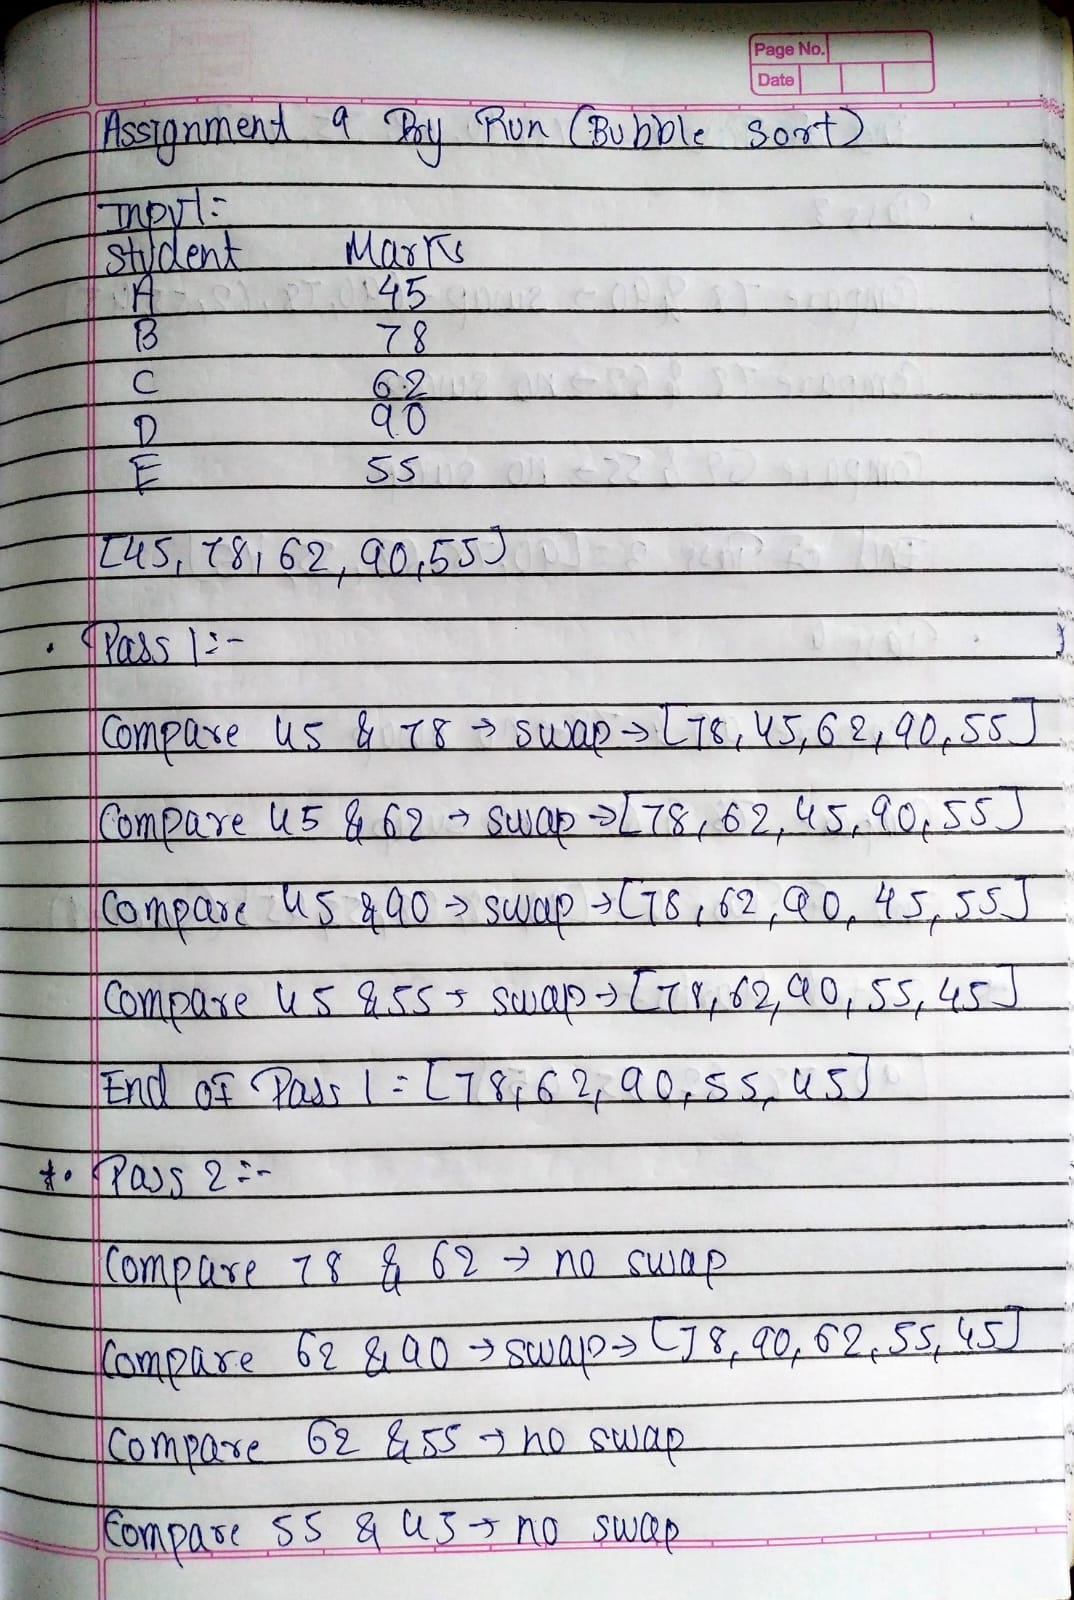 Page No.
Date
Assignment 9 Dry Run (Bubble sort)
Input:-
Student Marks
A 45
B 78
C 62
D 90
E 55
[45, 78, 62, 90, 55]
Pass 1:-
Compare 45 & 78 → swap → [78, 45, 62, 90, 55]
Compare 45 & 62 → swap → [78, 62, 45, 90, 55]
Compare 45 & 90 → swap → [78, 62, 90, 45, 55]
Compare 45 & 55 → swap → [78, 62, 90, 55, 45]
End of Pass 1 = [78, 62, 90, 55, 45]
*. Pass 2:-
Compare 78 & 62 → no swap
Compare 62 & 90 → swap → [78, 90, 62, 55, 45]
Compare 62 & 55 → no swap
Compare 55 & 45 → no swap